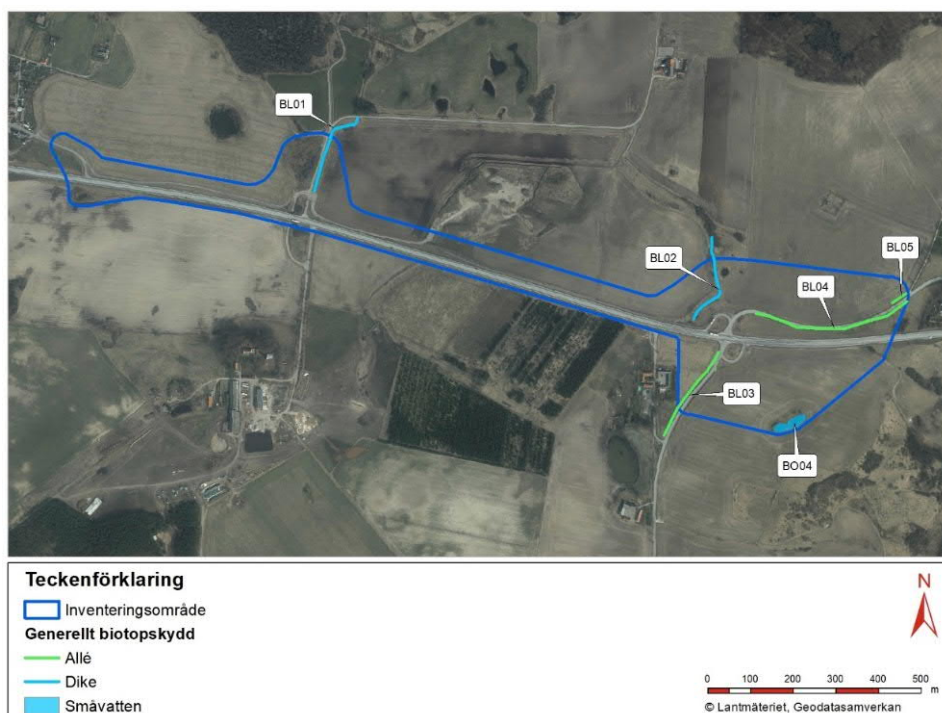 BL01
BL02
BL05
BL04
BL03
BO04
Teckenförklaring
Inventeringsområde
Generellt biotopskydd
Allé
Dike
Småvatten
N
0 100 200 300 400 500
m
© Lantmäteriet, Geodatasamverkan